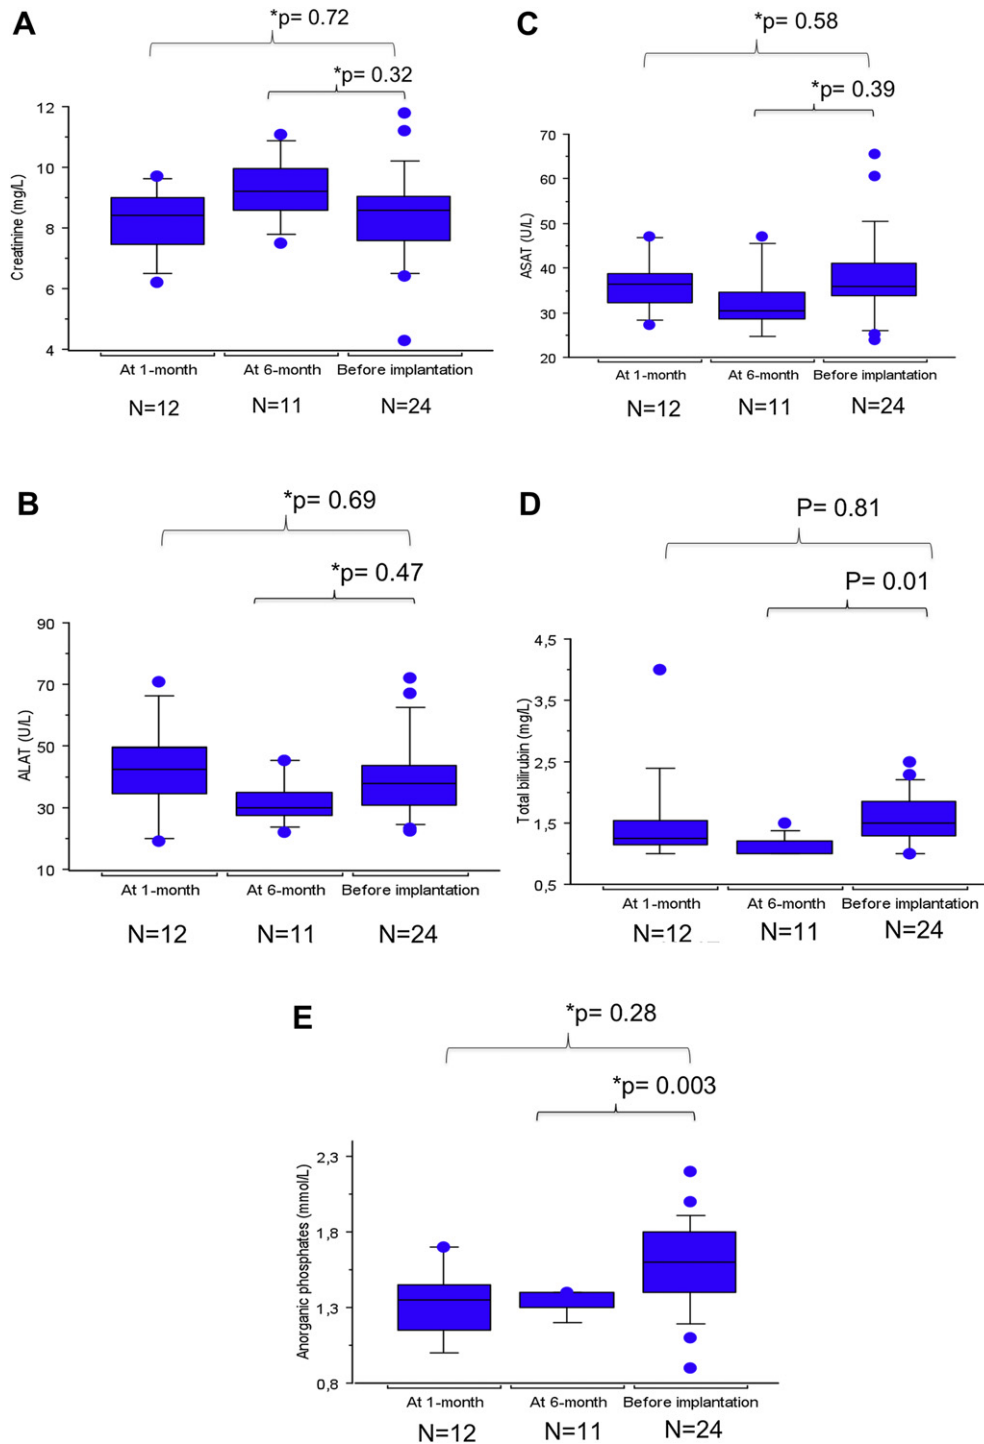 A
*p= 0.72
*p= 0.32
Creatinine (mg/L)
12
10
8
6
4
At 1-month At 6-month Before implantation
N=12 N=11 N=24
C
*p= 0.58
*p= 0.39
ASAT (U/L)
70
60
50
40
30
20
At 1-month At 6-month Before implantation
N=12 N=11 N=24
B
*p= 0.69
*p= 0.47
ALAT (U/L)
90
70
50
30
10
At 1-month At 6-month Before implantation
N=12 N=11 N=24
D
P= 0.81
P= 0.01
Total bilirubin (mg/L)
4,5
3,5
2,5
1,5
0,5
At 1-month At 6-month Before implantation
N=12 N=11 N=24
E
*p= 0.28
*p= 0.003
Anorganic phosphates (mmol/L)
2,3
1,8
1,3
0,8
At 1-month At 6-month Before implantation
N=12 N=11 N=24